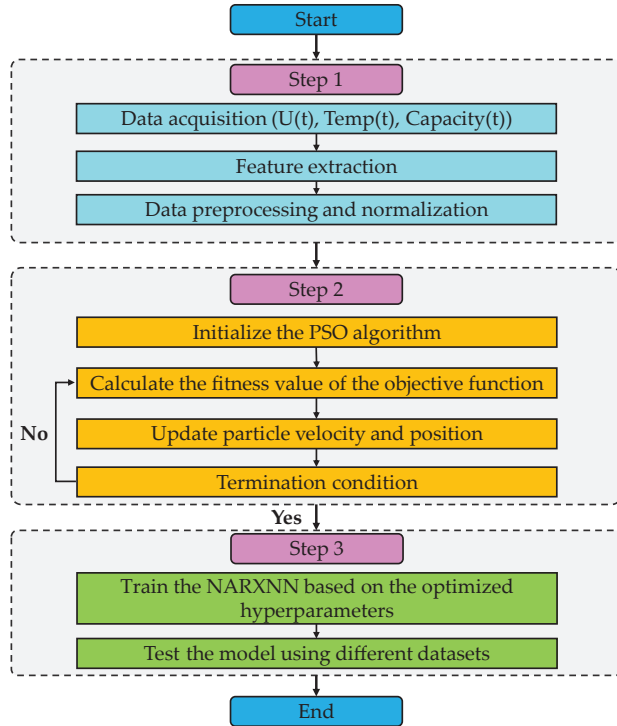 Start
Step 1
Data acquisition (U(t), Temp(t), Capacity(t))
Feature extraction
Data preprocessing and normalization
Step 2
Initialize the PSO algorithm
Calculate the fitness value of the objective function
No
Update particle velocity and position
Termination condition
Yes
Step 3
Train the NARXNN based on the optimized
hyperparameters
Test the model using different datasets
End